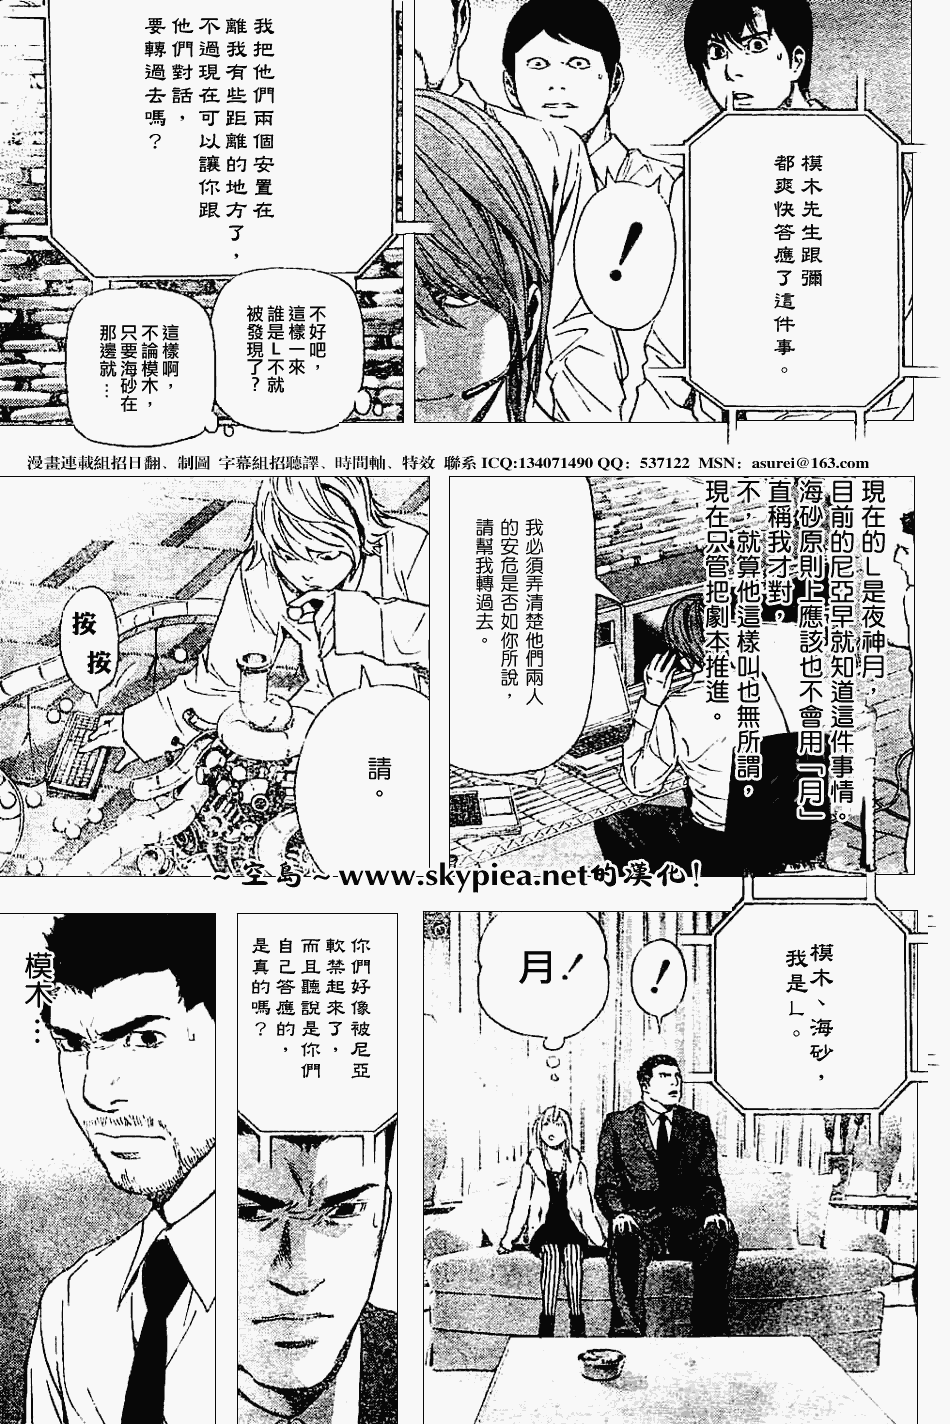 模木先生跟彌
都爽快答應了這件事。
！
我把他們兩個安置在
離我有些距離的地方了，
不過現在可以讓你跟
他們對話，
要轉過去嗎？
不好吧，
這樣一來
誰是L不就
被發現了？
這樣啊，
不論模木，
只要海砂在
那邊就…
漫畫連載組招日翻、制圖 字幕組招聽譯、時間軸、特效 聯系 ICQ:134071490 QQ：537122 MSN：asurei@163.com
現在的L是夜神月，
目前的尼亞早就知道這件事情。
海砂原則上應該也不會用「月」
直稱我才對，
不，就算他這樣叫也無所謂，
現在只管把劇本推進。
我必須弄清楚他們兩人
的安危是否如你所說，
請幫我轉過去。
請。
按
按
~空島~www.skypiea.net的漢化!
模木、海砂，
我是L。
！
月！
你們好像被尼亞
軟禁起來了，
而且聽說是你們
自己答應的，
是真的嗎？
模木…